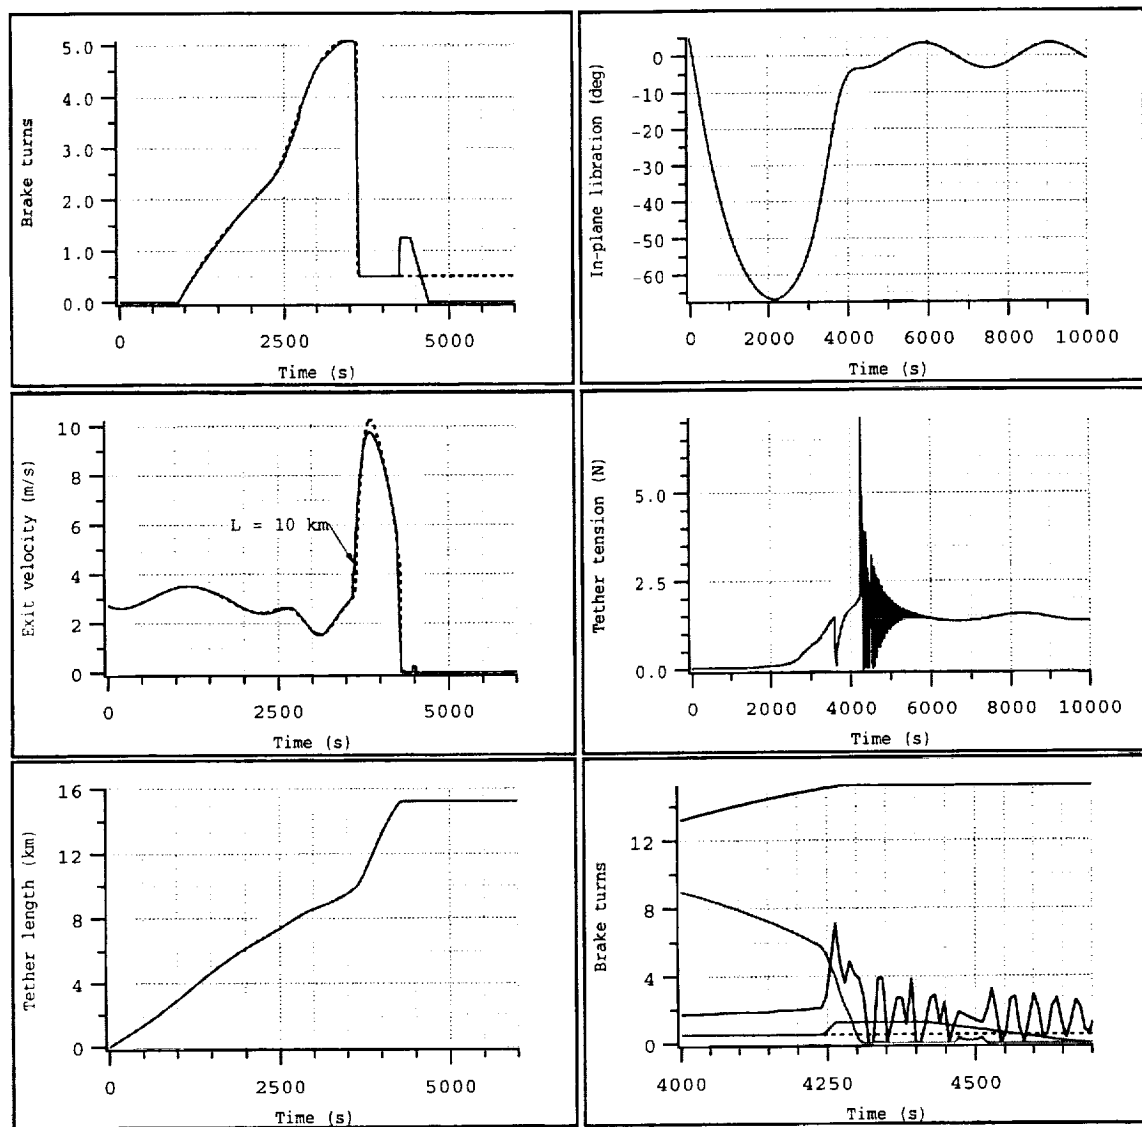 Brake turns
5.0
4.0
3.0
2.0
1.0
0.0
0 2500 5000
Time (s)
In-plane libration (deg)
0
-10
-20
-30
-40
-50
-60
0 2000 4000 6000 8000 10000
Time (s)
Exit velocity (m/s)
10
8
6
4
2
0
L = 10 km
0 2500 5000
Time (s)
Tether tension (N)
5.0
2.5
0.0
0 2000 4000 6000 8000 10000
Time (s)
Tether length (km)
16
12
8
4
0
0 2500 5000
Time (s)
Brake turns
12
8
4
0
4000 4250 4500
Time (s)